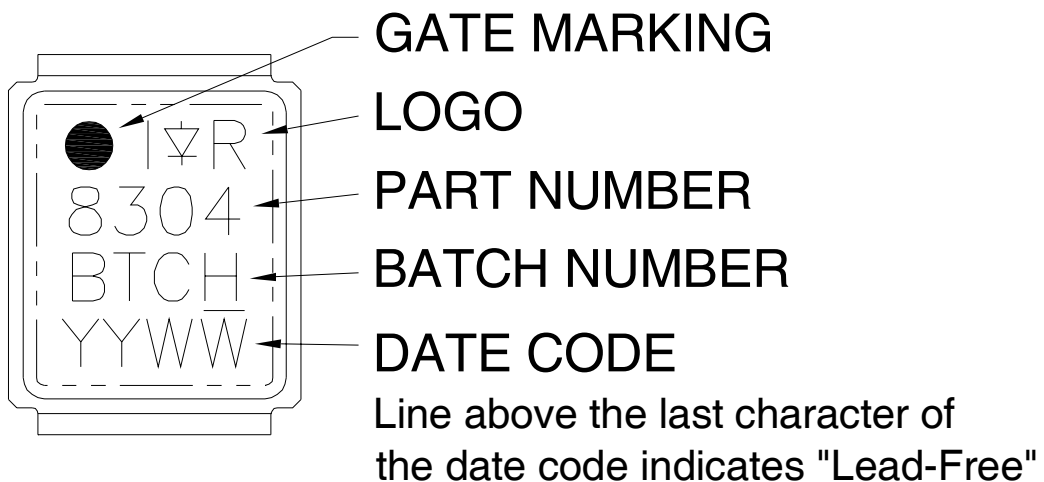 GATE MARKING
I R
LOGO
8304
PART NUMBER
BTCH
BATCH NUMBER
YYWW
DATE CODE
Line above the last character of
the date code indicates "Lead-Free"